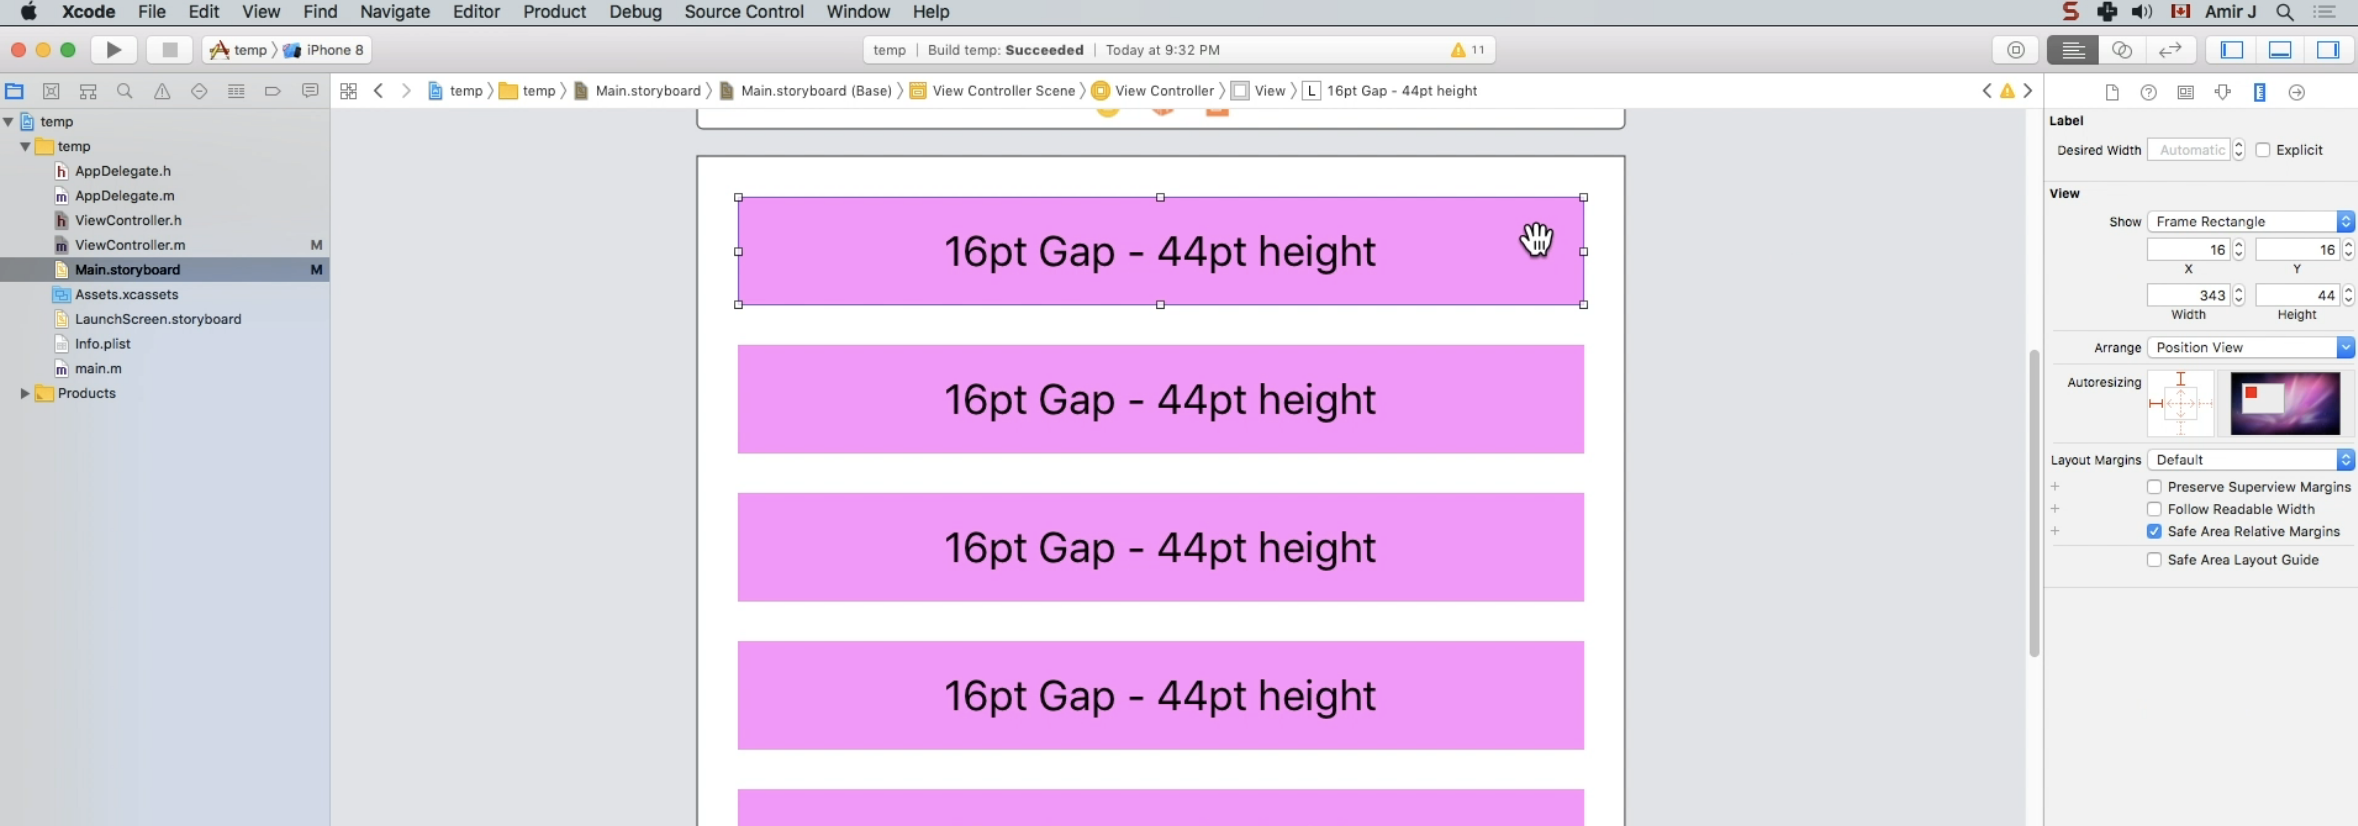 Xcode File Edit View Find Navigate Editor Product Debug Source Control Window Help
S Amir J
temp iPhone 8
temp | Build temp: Succeeded | Today at 9:32 PM
11
temp temp Main.storyboard Main.storyboard (Base) View Controller Scene View Controller View L 16pt Gap - 44pt height
temp
temp
h AppDelegate.h
m AppDelegate.m
h ViewController.h
m ViewController.m M
Main.storyboard M
Assets.xcassets
LaunchScreen.storyboard
Info.plist
m main.m
Products
16pt Gap - 44pt height
16pt Gap - 44pt height
16pt Gap - 44pt height
16pt Gap - 44pt height
Label
Desired Width Automatic Explicit
View
Show Frame Rectangle
16 16
X Y
343 44
Width Height
Arrange Position View
Autoresizing
Layout Margins Default
+ Preserve Superview Margins
+ Follow Readable Width
+ Safe Area Relative Margins
Safe Area Layout Guide